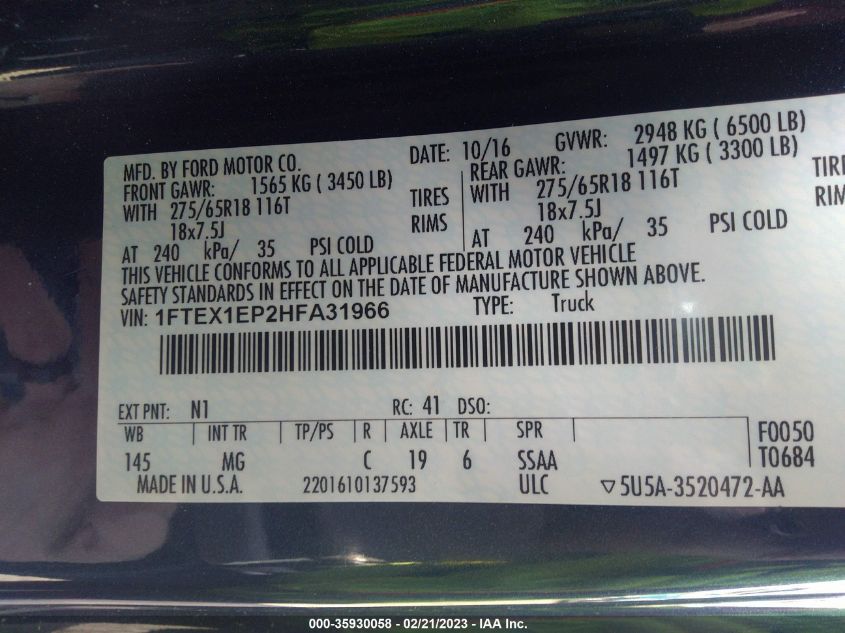 MFD. BY FORD MOTOR CO. DATE: 10/16 GVWR: 2948 KG ( 6500 LB)
FRONT GAWR: 1565 KG ( 3450 LB) REAR GAWR: 1497 KG ( 3300 LB)
WITH 275/65R18 116T TIRES WITH 275/65R18 116T
18x7.5J RIMS 18x7.5J
AT 240 kPa/ 35 PSI COLD AT 240 kPa/ 35 PSI COLD
THIS VEHICLE CONFORMS TO ALL APPLICABLE FEDERAL MOTOR VEHICLE
SAFETY STANDARDS IN EFFECT ON THE DATE OF MANUFACTURE SHOWN ABOVE.
VIN: 1FTEX1EP2HFA31966 TYPE: Truck
EXT PNT: N1 RC: 41 DSO:
WB INT TR TP/PS R AXLE TR SPR F0050
145 MG C 19 6 SSAA T0684
MADE IN U.S.A. 2201610137593 ULC ▽5U5A-3520472-AA
000-35930058 - 02/21/2023 - IAA Inc.